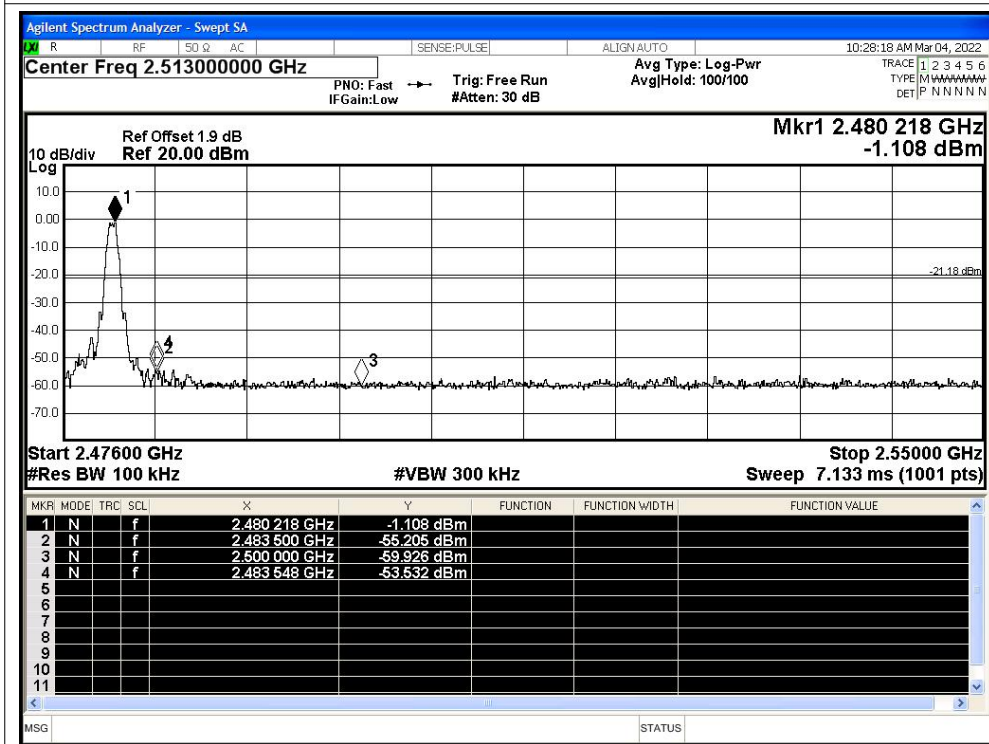 Agilent Spectrum Analyzer - Swept SA
LXI R RF 50 Ω AC SENSE:PULSE ALIGN AUTO 10:28:18 AM Mar 04, 2022
Center Freq 2.513000000 GHz
PNO: Fast
IFGain:Low
Trig: Free Run
#Atten: 30 dB
Avg Type: Log-Pwr
Avg|Hold: 100/100
TRACE 1 2 3 4 5 6
TYPE M
DET P N N N N N
Ref Offset 1.9 dB
10 dB/div Ref 20.00 dBm
Log
Mkr1 2.480 218 GHz
-1.108 dBm
10.0
0.00
-10.0
-20.0
-30.0
-40.0
-50.0
-60.0
-70.0
1
-21.18 dBm
4
2
3
Start 2.47600 GHz Stop 2.55000 GHz
#Res BW 100 kHz #VBW 300 kHz Sweep 7.133 ms (1001 pts)
MKR MODE TRC SCL X Y FUNCTION FUNCTION WIDTH FUNCTION VALUE
1 N f 2.480 218 GHz -1.108 dBm
2 N f 2.483 500 GHz -55.205 dBm
3 N f 2.500 000 GHz -59.926 dBm
4 N f 2.483 548 GHz -53.532 dBm
5
6
7
8
9
10
11
MSG STATUS